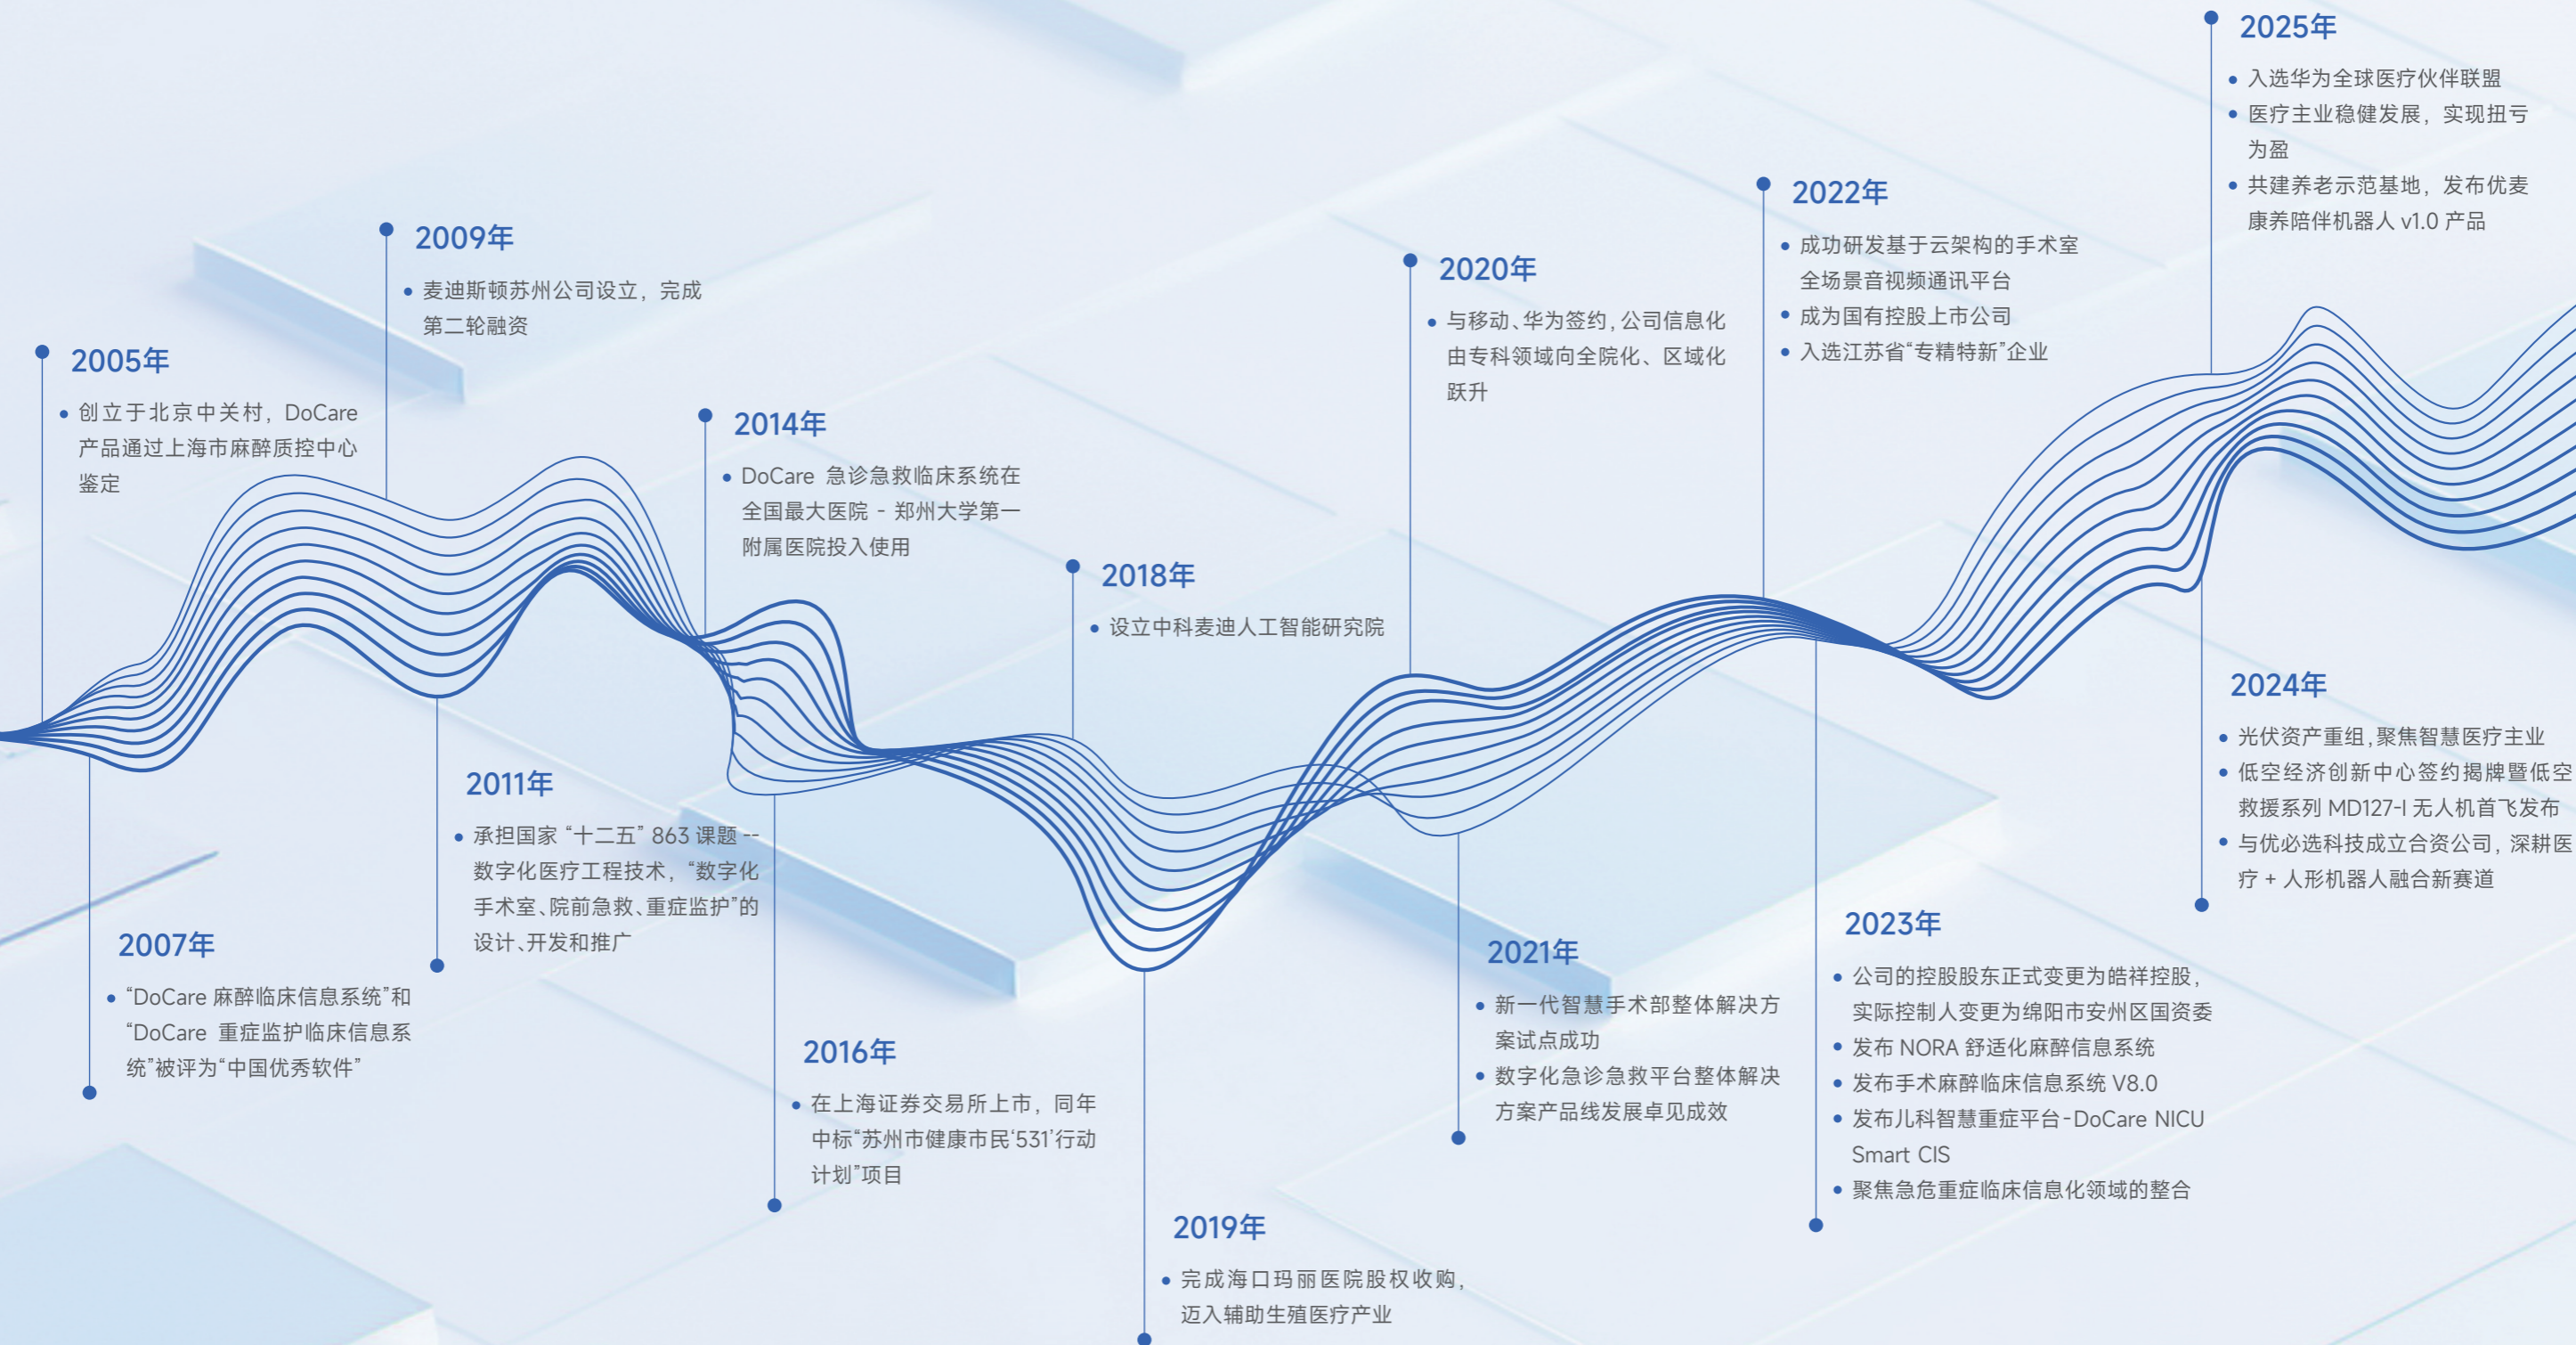 2005年
创立于北京中关村，DoCare
产品通过上海市麻醉质控中心
鉴定
2007年
“DoCare 麻醉临床信息系统”和
“DoCare 重症监护临床信息系
统”被评为“中国优秀软件”
2009年
麦迪斯顿苏州公司设立，完成
第二轮融资
2011年
承担国家 “十二五” 863 课题 --
数字化医疗工程技术，“数字化
手术室、院前急救、重症监护”的
设计、开发和推广
2014年
DoCare 急诊急救临床系统在
全国最大医院 - 郑州大学第一
附属医院投入使用
2016年
在上海证券交易所上市，同年
中标“苏州市健康市民‘531’行动
计划”项目
2018年
设立中科麦迪人工智能研究院
2019年
完成海口玛丽医院股权收购，
迈入辅助生殖医疗产业
2020年
与移动、华为签约，公司信息化
由专科领域向全院化、区域化
跃升
2021年
新一代智慧手术部整体解决方
案试点成功
数字化急诊急救平台整体解决
方案产品线发展卓见成效
2022年
成功研发基于云架构的手术室
全场景音视频通讯平台
成为国有控股上市公司
入选江苏省“专精特新”企业
2023年
公司的控股股东正式变更为皓祥控股，
实际控制人变更为绵阳市安州区国资委
发布 NORA 舒适化麻醉信息系统
发布手术麻醉临床信息系统 V8.0
发布儿科智慧重症平台-DoCare NICU
Smart CIS
聚焦急危重症临床信息化领域的整合
2024年
光伏资产重组，聚焦智慧医疗主业
低空经济创新中心签约揭牌暨低空
救援系列 MD127-I 无人机首飞发布
与优必选科技成立合资公司，深耕医
疗 + 人形机器人融合新赛道
2025年
入选华为全球医疗伙伴联盟
医疗主业稳健发展，实现扭亏
为盈
共建养老示范基地，发布优麦
康养陪伴机器人 v1.0 产品